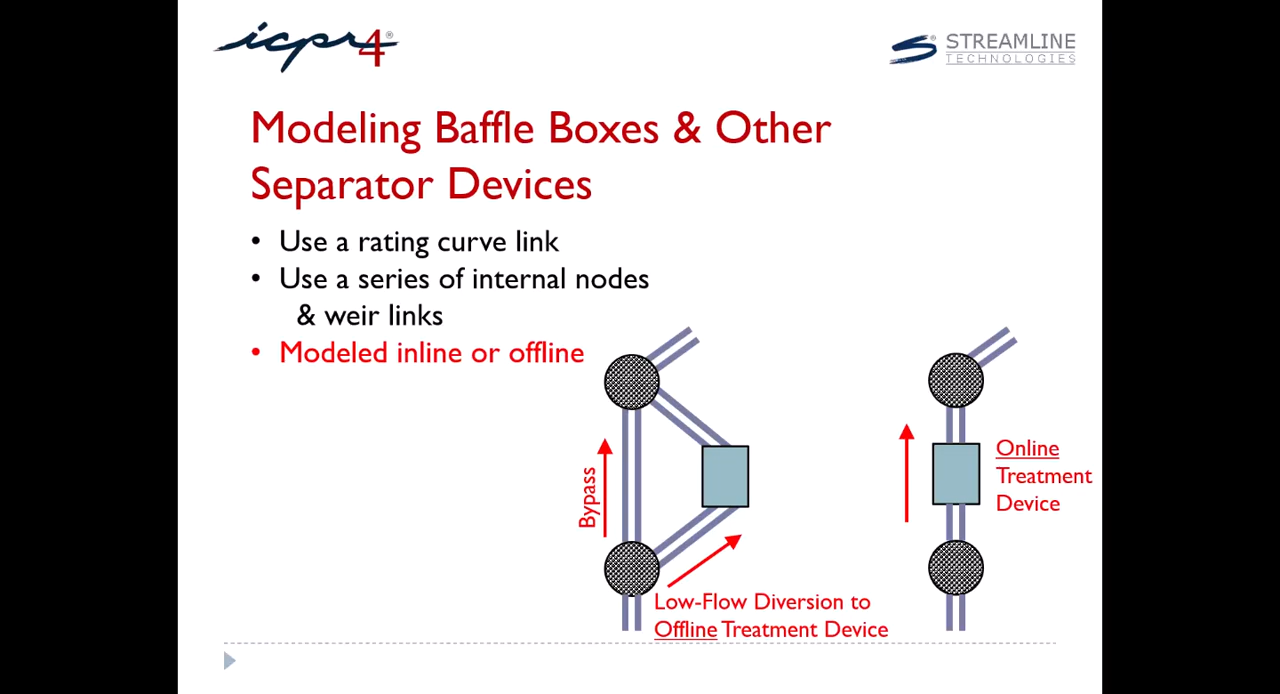 icpr4®
STREAMLINE
TECHNOLOGIES
Modeling Baffle Boxes & Other
Separator Devices
• Use a rating curve link
• Use a series of internal nodes
& weir links
• Modeled inline or offline
Bypass
Low-Flow Diversion to
Offline Treatment Device
Online
Treatment
Device